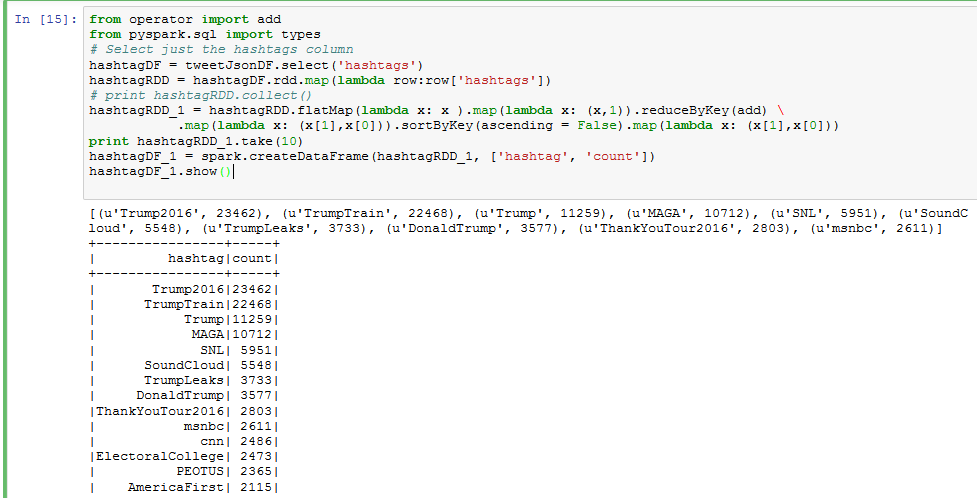 In [15]: from operator import add
from pyspark.sql import types
# Select just the hashtags column
hashtagDF = tweetJsonDF.select('hashtags')
hashtagRDD = hashtagDF.rdd.map(lambda row:row['hashtags'])
# print hashtagRDD.collect()
hashtagRDD_1 = hashtagRDD.flatMap(lambda x: x ).map(lambda x: (x,1)).reduceByKey(add) \
            .map(lambda x: (x[1],x[0])).sortByKey(ascending = False).map(lambda x: (x[1],x[0]))
print hashtagRDD_1.take(10)
hashtagDF_1 = spark.createDataFrame(hashtagRDD_1, ['hashtag', 'count'])
hashtagDF_1.show()
[(u'Trump2016', 23462), (u'TrumpTrain', 22468), (u'Trump', 11259), (u'MAGA', 10712), (u'SNL', 5951), (u'SoundC
loud', 5548), (u'TrumpLeaks', 3733), (u'DonaldTrump', 3577), (u'ThankYouTour2016', 2803), (u'msnbc', 2611)]
+----------------+-----+
|         hashtag|count|
+----------------+-----+
|       Trump2016|23462|
|      TrumpTrain|22468|
|           Trump|11259|
|            MAGA|10712|
|             SNL| 5951|
|      SoundCloud| 5548|
|      TrumpLeaks| 3733|
|     DonaldTrump| 3577|
|ThankYouTour2016| 2803|
|           msnbc| 2611|
|             cnn| 2486|
|ElectoralCollege| 2473|
|          PEOTUS| 2365|
|    AmericaFirst| 2115|